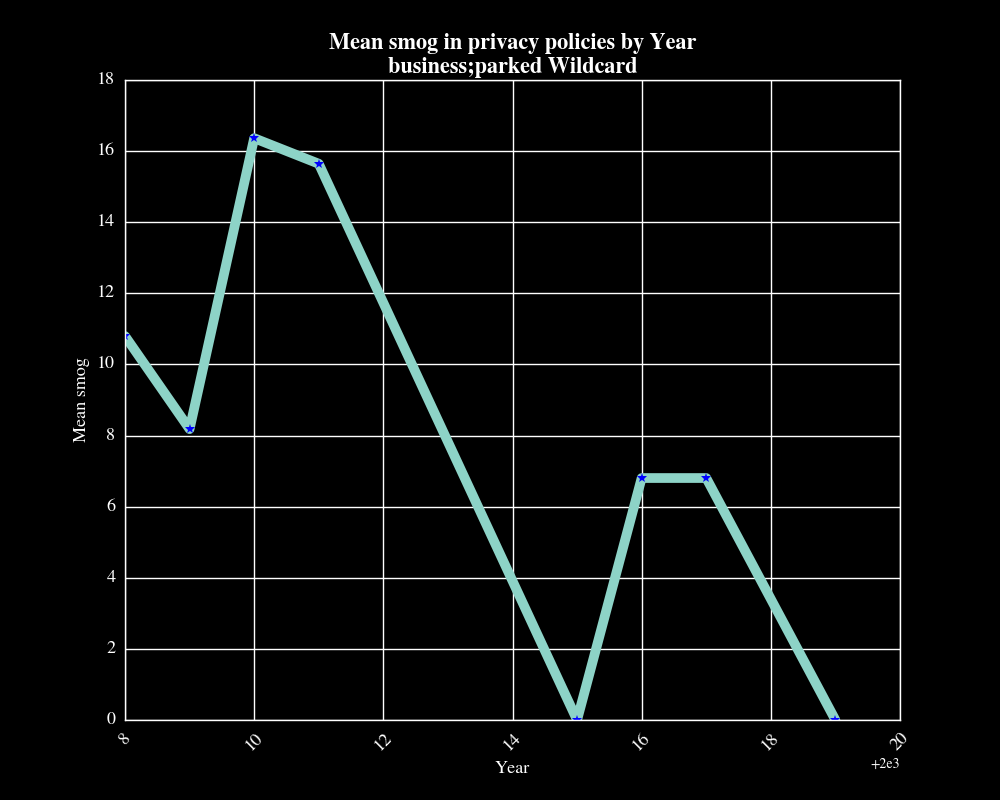 Mean smog in privacy policies by Year
business;parked Wildcard
18
16
14
12
10
8
6
4
2
0
Mean smog
8 10 12 14 16 18 20
Year
+2e3